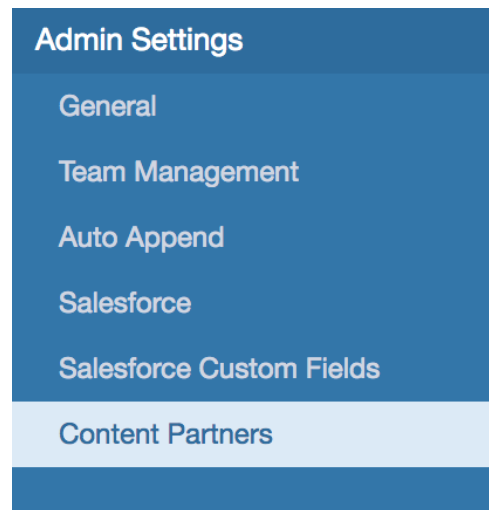 Admin Settings
General
Team Management
Auto Append
Salesforce
Salesforce Custom Fields
Content Partners